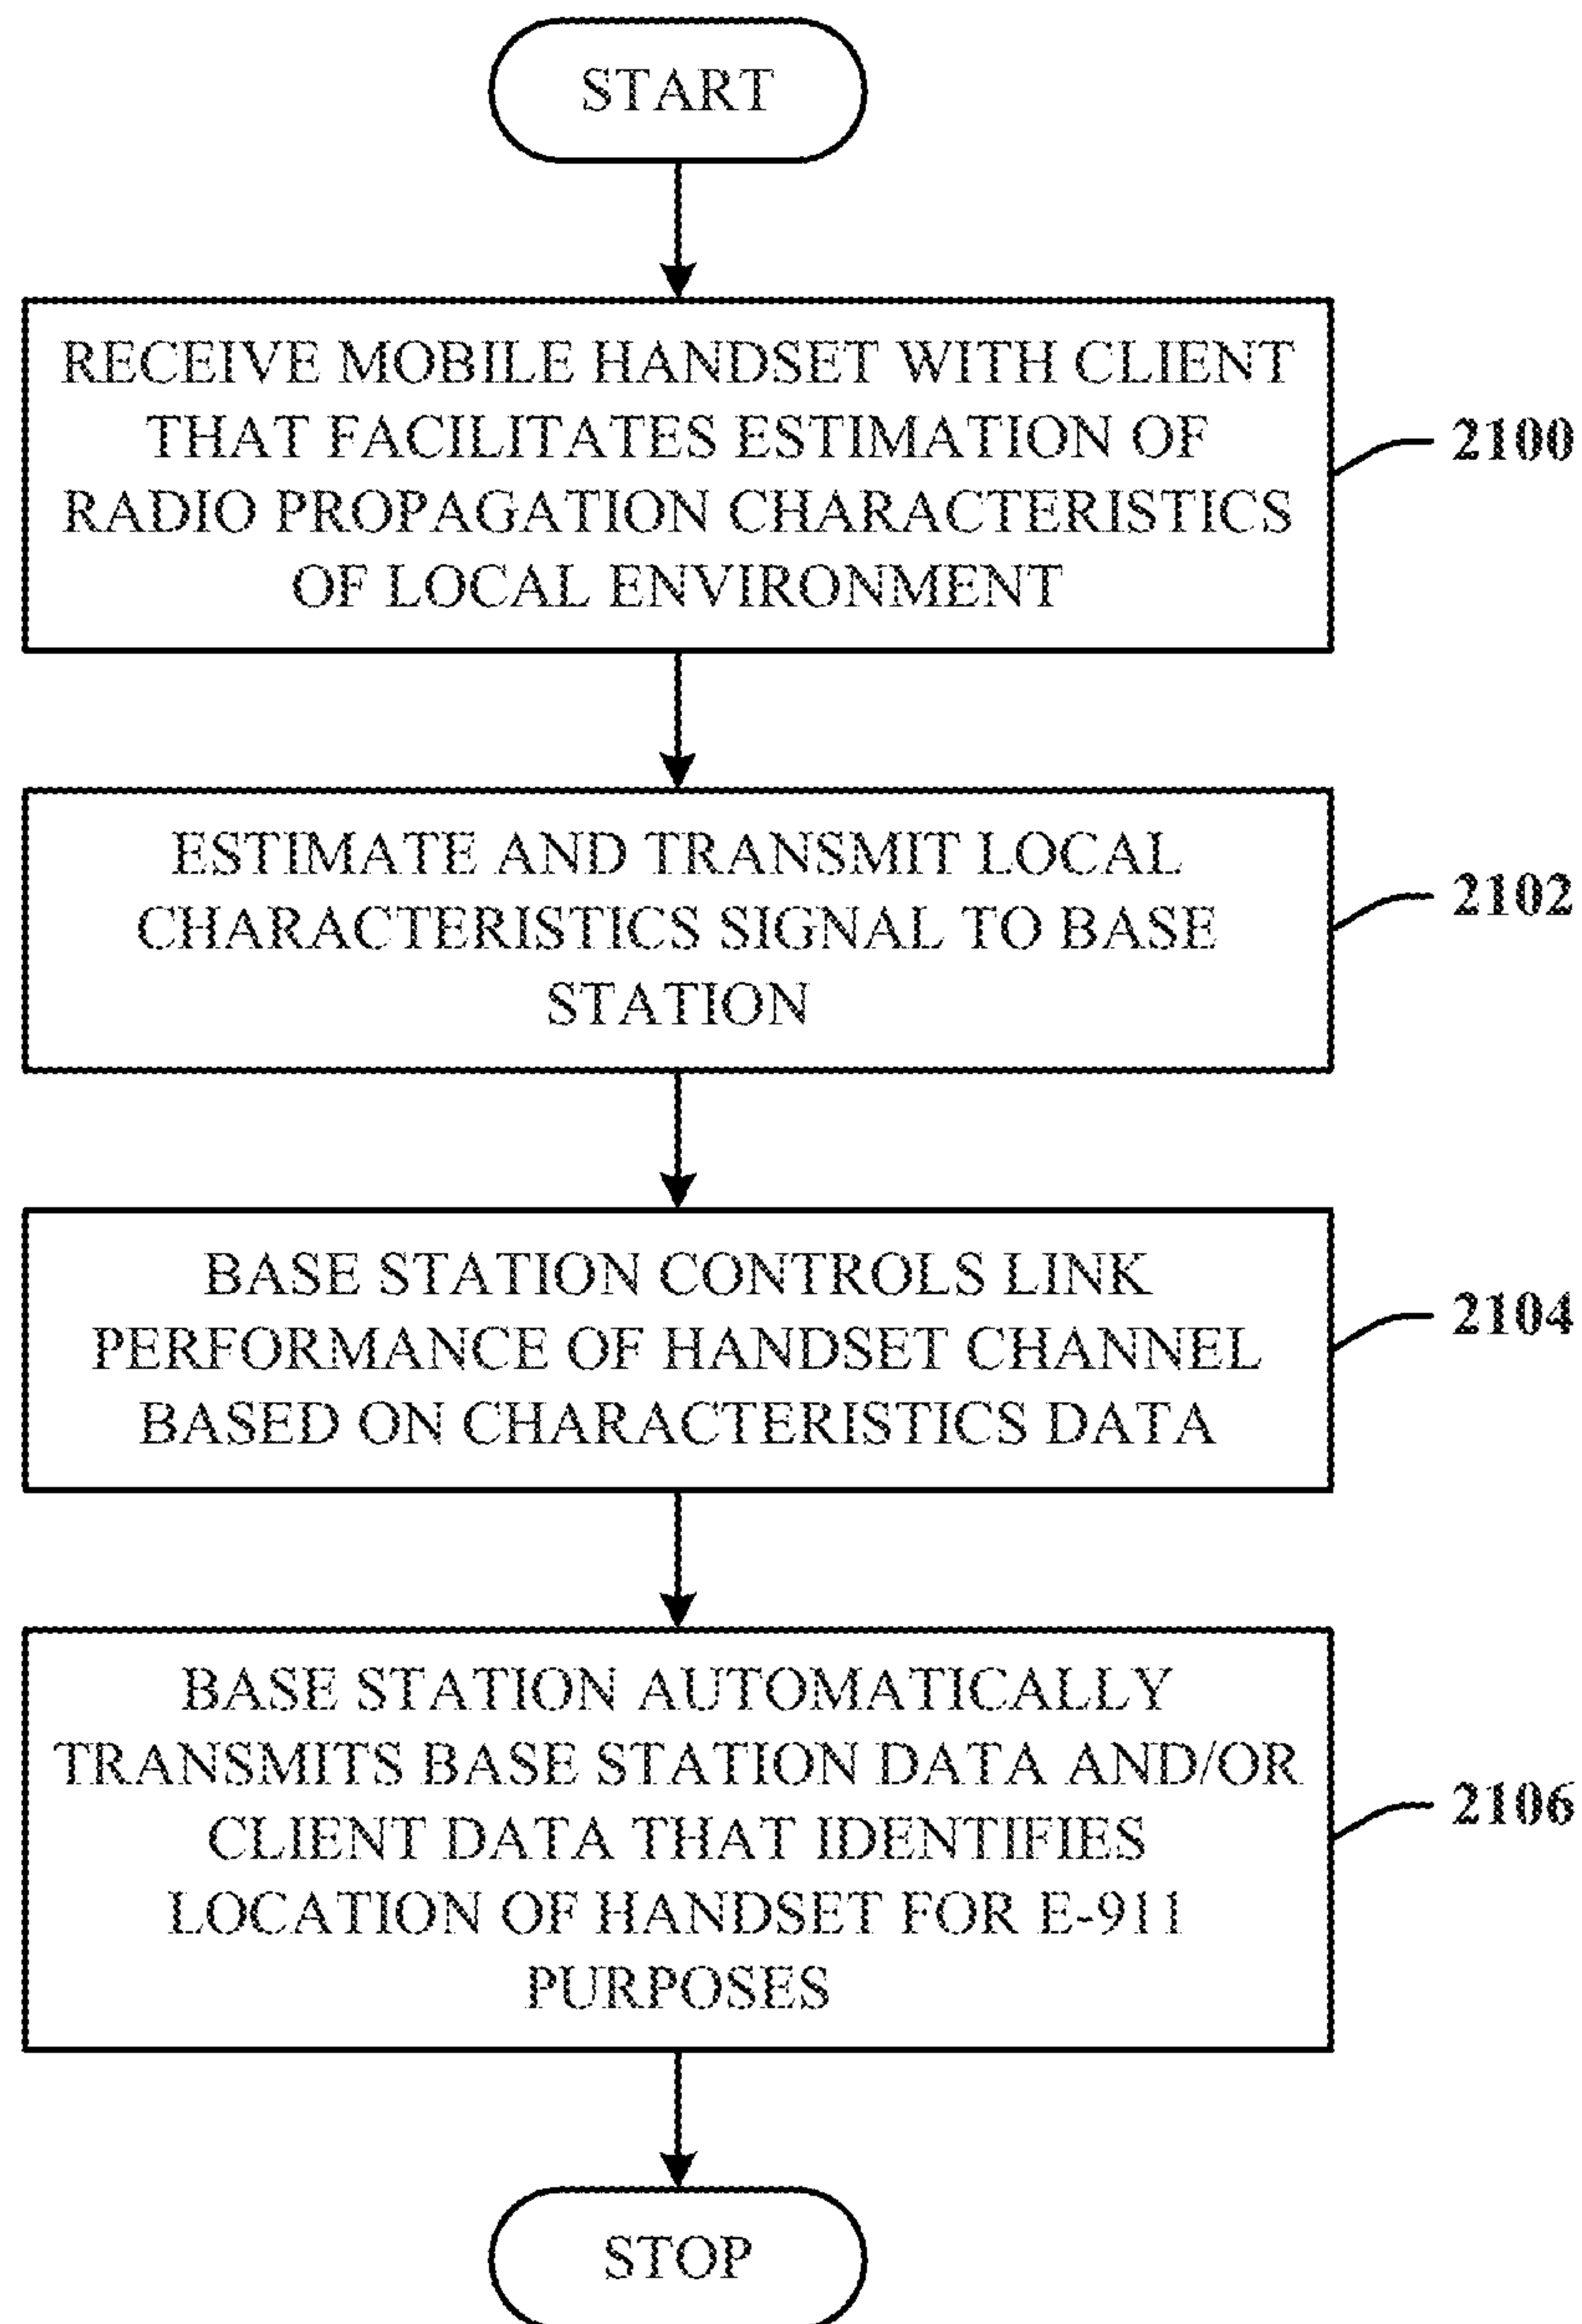 START
RECEIVE MOBILE HANDSET WITH CLIENT
THAT FACILITATES ESTIMATION OF
RADIO PROPAGATION CHARACTERISTICS
OF LOCAL ENVIRONMENT
2100
ESTIMATE AND TRANSMIT LOCAL
CHARACTERISTICS SIGNAL TO BASE
STATION
2102
BASE STATION CONTROLS LINK
PERFORMANCE OF HANDSET CHANNEL
BASED ON CHARACTERISTICS DATA
2104
BASE STATION AUTOMATICALLY
TRANSMITS BASE STATION DATA AND/OR
CLIENT DATA THAT IDENTIFIES
LOCATION OF HANDSET FOR E-911
PURPOSES
2106
STOP